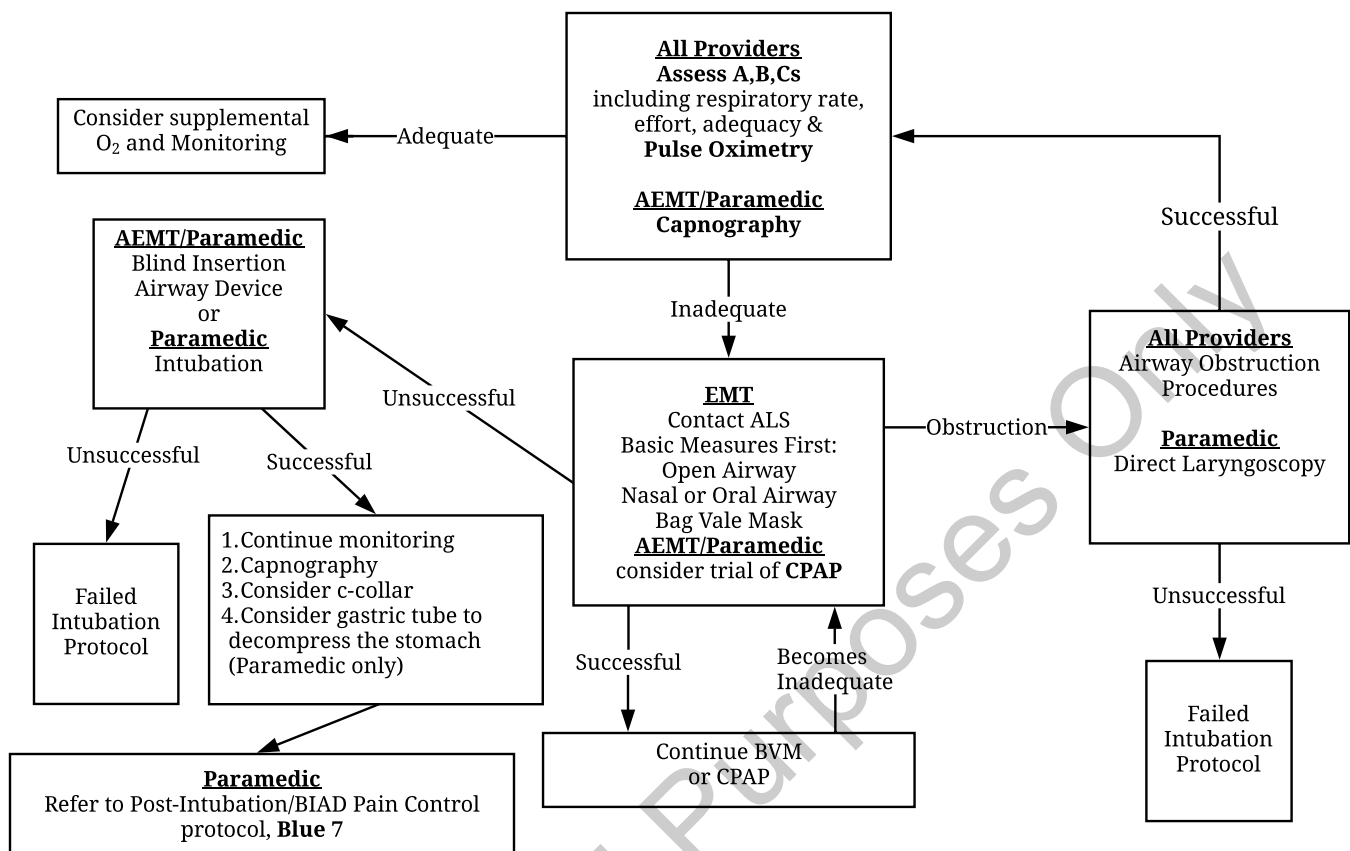 All Providers
Assess A,B,Cs
including respiratory rate,
effort, adequacy &
Pulse Oximetry
AEMT/Paramedic
Capnography
Adequate
Consider supplemental
O₂ and Monitoring
Inadequate
EMT
Contact ALS
Basic Measures First:
Open Airway
Nasal or Oral Airway
Bag Vale Mask
AEMT/Paramedic
consider trial of CPAP
Obstruction
All Providers
Airway Obstruction
Procedures
Paramedic
Direct Laryngoscopy
Successful
Unsuccessful
Failed
Intubation
Protocol
Successful
Becomes
Inadequate
Continue BVM
or CPAP
Unsuccessful
AEMT/Paramedic
Blind Insertion
Airway Device
or
Paramedic
Intubation
Unsuccessful
Failed
Intubation
Protocol
Successful
1.Continue monitoring
2.Capnography
3.Consider c-collar
4.Consider gastric tube to
decompress the stomach
(Paramedic only)
Paramedic
Refer to Post-Intubation/BIAD Pain Control
protocol, Blue 7
Purposes Only